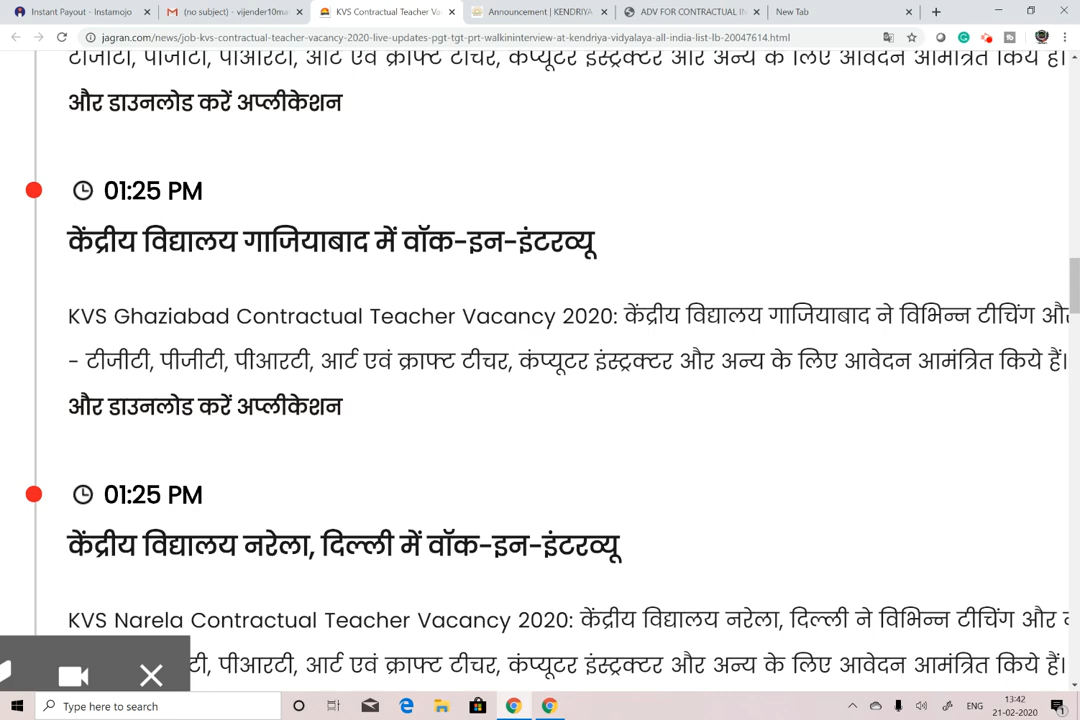 Instant Payout - Instamojo
(no subject) - vijender10ma
KVS Contractual Teacher Va
Announcement | KENDRIYA
ADV FOR CONTRACTUAL IN
New Tab
jagran.com/news/job-kvs-contractual-teacher-vacancy-2020-live-updates-pgt-tgt-prt-walkininterview-at-kendriya-vidyalaya-all-india-list-lb-20047614.html
टीजीटी, पीजीटी, पीआरटी, आर्ट एवं क्राफ्ट टीचर, कंप्यूटर इंस्ट्रक्टर और अन्य के लिए आवेदन आमंत्रित किये हैं।
और डाउनलोड करें अप्लीकेशन
01:25 PM
केंद्रीय विद्यालय गाजियाबाद में वॉक-इन-इंटरव्यू
KVS Ghaziabad Contractual Teacher Vacancy 2020: केंद्रीय विद्यालय गाजियाबाद ने विभिन्न टीचिंग और
- टीजीटी, पीजीटी, पीआरटी, आर्ट एवं क्राफ्ट टीचर, कंप्यूटर इंस्ट्रक्टर और अन्य के लिए आवेदन आमंत्रित किये हैं।
और डाउनलोड करें अप्लीकेशन
01:25 PM
केंद्रीय विद्यालय नरेला, दिल्ली में वॉक-इन-इंटरव्यू
KVS Narela Contractual Teacher Vacancy 2020: केंद्रीय विद्यालय नरेला, दिल्ली ने विभिन्न टीचिंग और
टी, पीआरटी, आर्ट एवं क्राफ्ट टीचर, कंप्यूटर इंस्ट्रक्टर और अन्य के लिए आवेदन आमंत्रित किये हैं।
Type here to search
ENG
13:42
21-02-2020